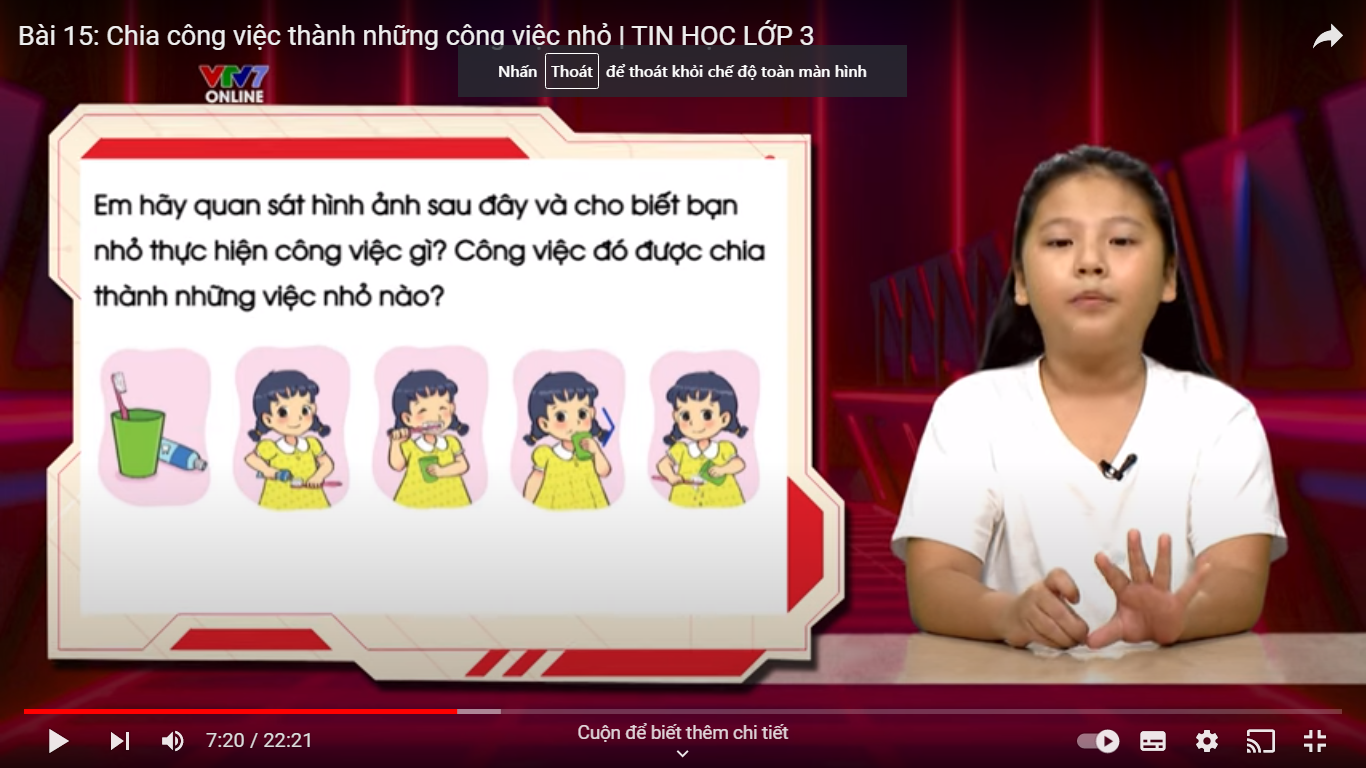 Bài 15: Chia công việc thành những công việc nhỏ | TIN HỌC LỚP 3
Nhấn Thoát để thoát khỏi chế độ toàn màn hình
VTV7
ONLINE
Em hãy quan sát hình ảnh sau đây và cho biết bạn
nhỏ thực hiện công việc gì? Công việc đó được chia
thành những việc nhỏ nào?
7:20 / 22:21
Cuộn để biết thêm chi tiết